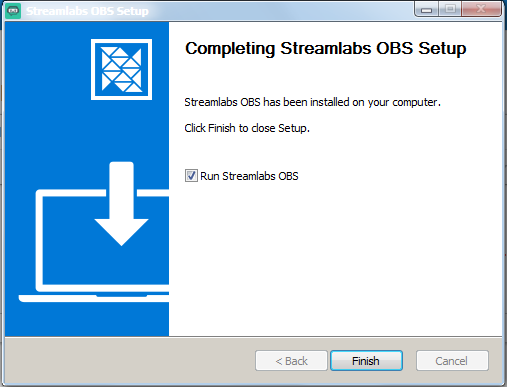 Streamlabs OBS Setup
Completing Streamlabs OBS Setup
Streamlabs OBS has been installed on your computer.
Click Finish to close Setup.
Run Streamlabs OBS
< Back
Finish
Cancel